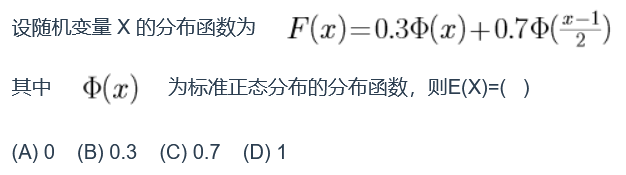 设随机变量 X 的分布函数为 F(x)=0.3Φ(x)+0.7Φ(\frac{x-1}{2})
其中 Φ(x) 为标准正态分布的分布函数，则E(X)=( )
(A) 0 (B) 0.3 (C) 0.7 (D) 1